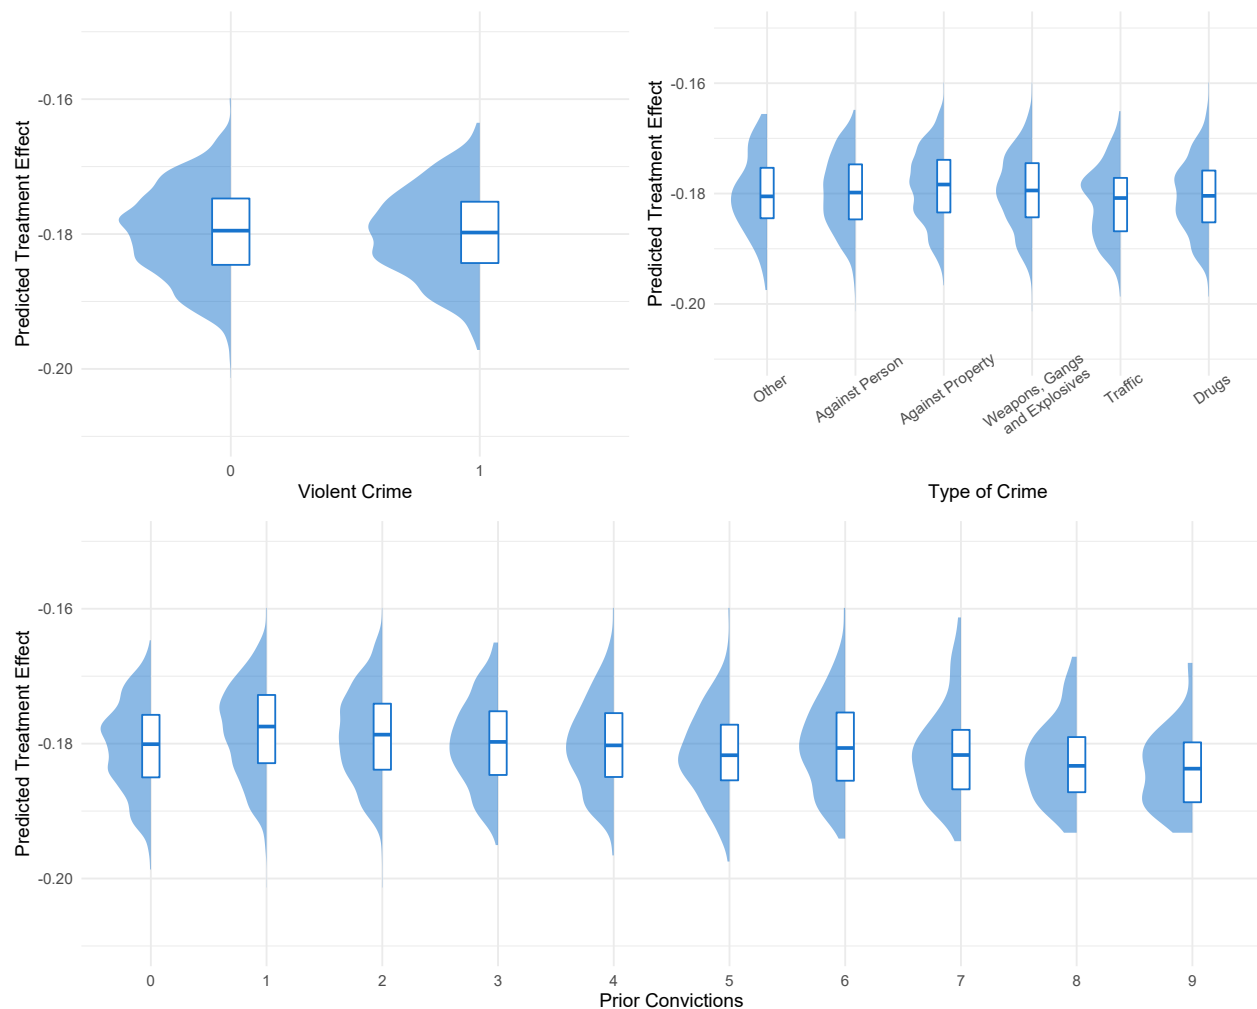 Predicted Treatment Effect
-0.16
-0.18
-0.20
0
1
Violent Crime
Predicted Treatment Effect
-0.16
-0.18
-0.20
Other
Against Person
Against Property
Weapons, Gangs
and Explosives
Traffic
Drugs
Type of Crime
Predicted Treatment Effect
-0.16
-0.18
-0.20
0
1
2
3
4
5
6
7
8
9
Prior Convictions